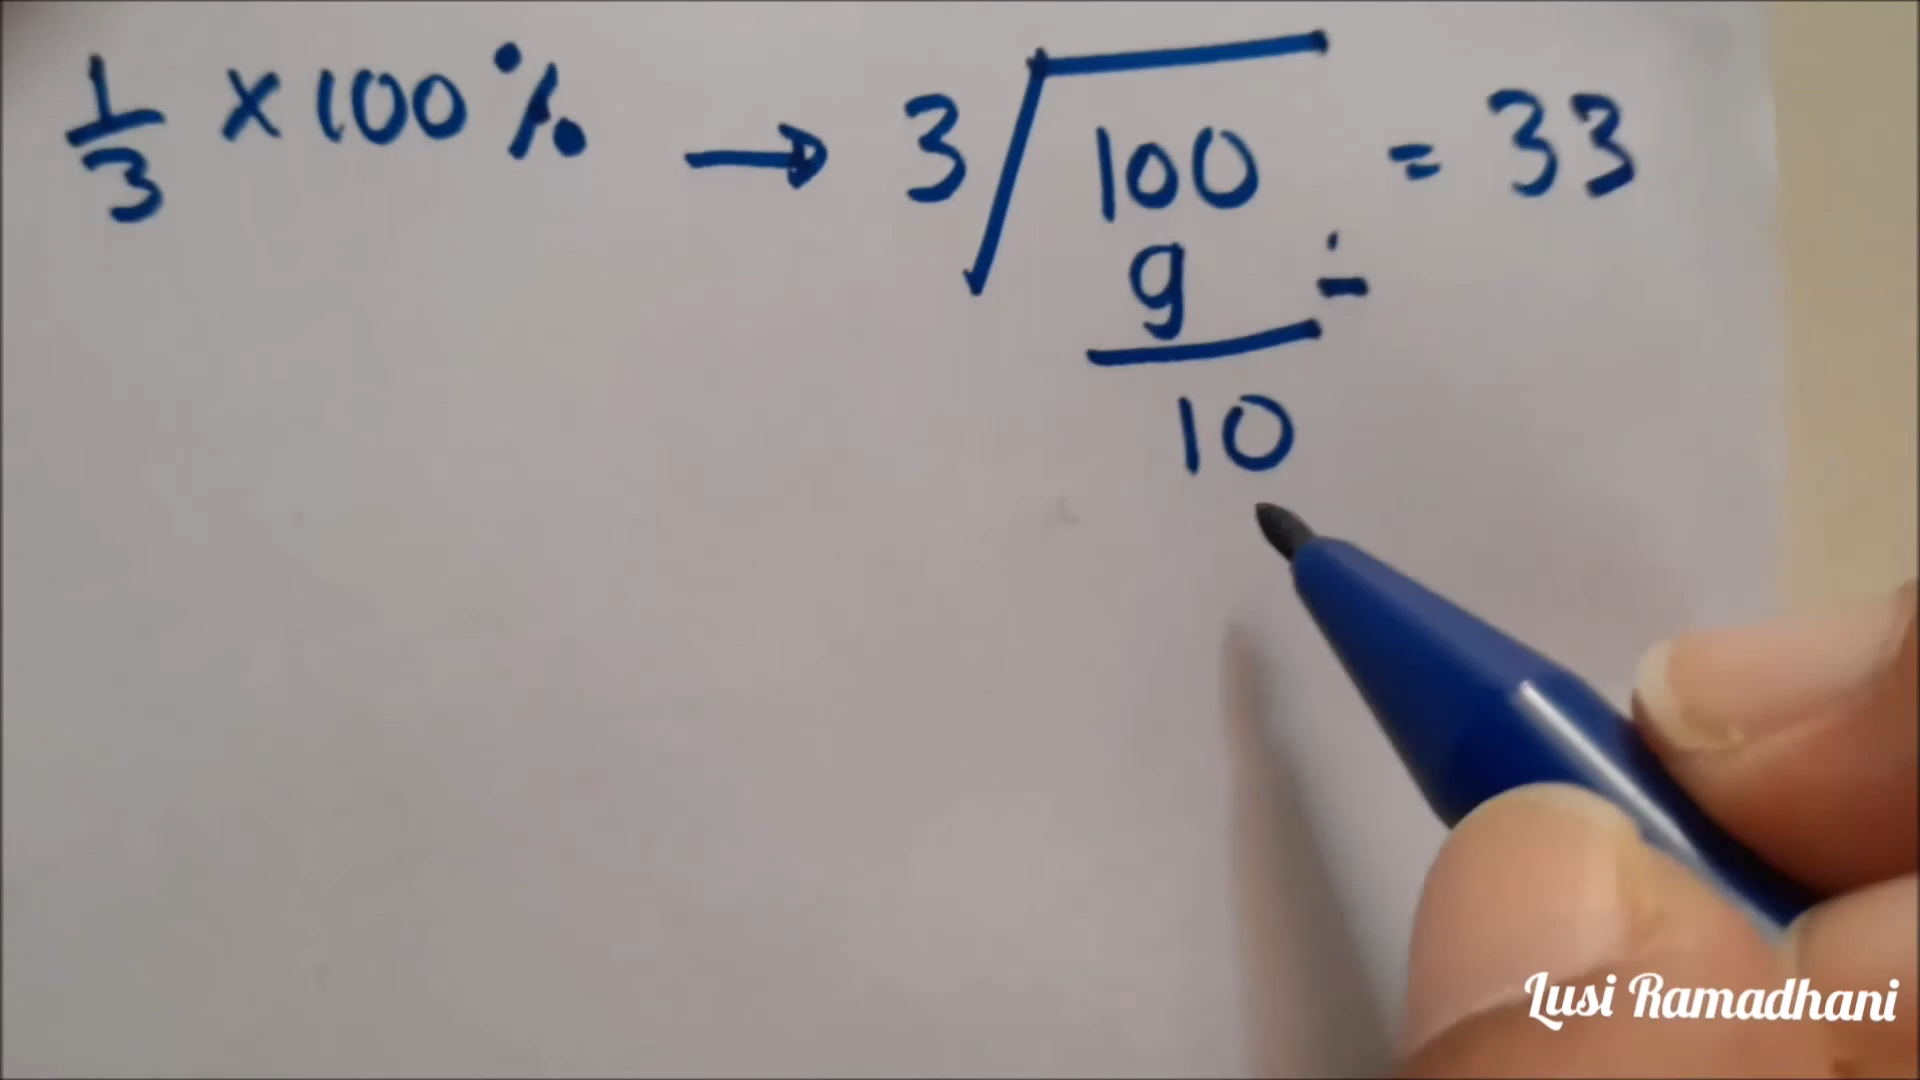 1/3 × 100 % → 3 √100 = 33
9 -
10
Lusi Ramadhani